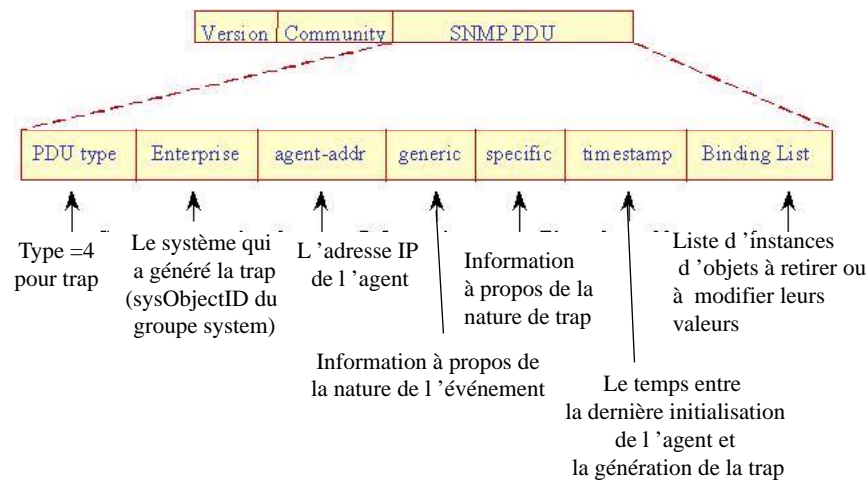 Version Community SNMP PDU
PDU type Enterprise agent-addr generic specific timestamp Binding List
Type =4
pour trap
Le système qui
a généré la trap
(sysObjectID du
groupe system)
L ’adresse IP
de l ’agent
Information
à propos de la
nature de trap
Liste d ’instances
d ’objets à retirer ou
à modifier leurs
valeurs
Information à propos de
la nature de l ’événement
Le temps entre
la dernière initialisation
de l ’agent et
la génération de la trap